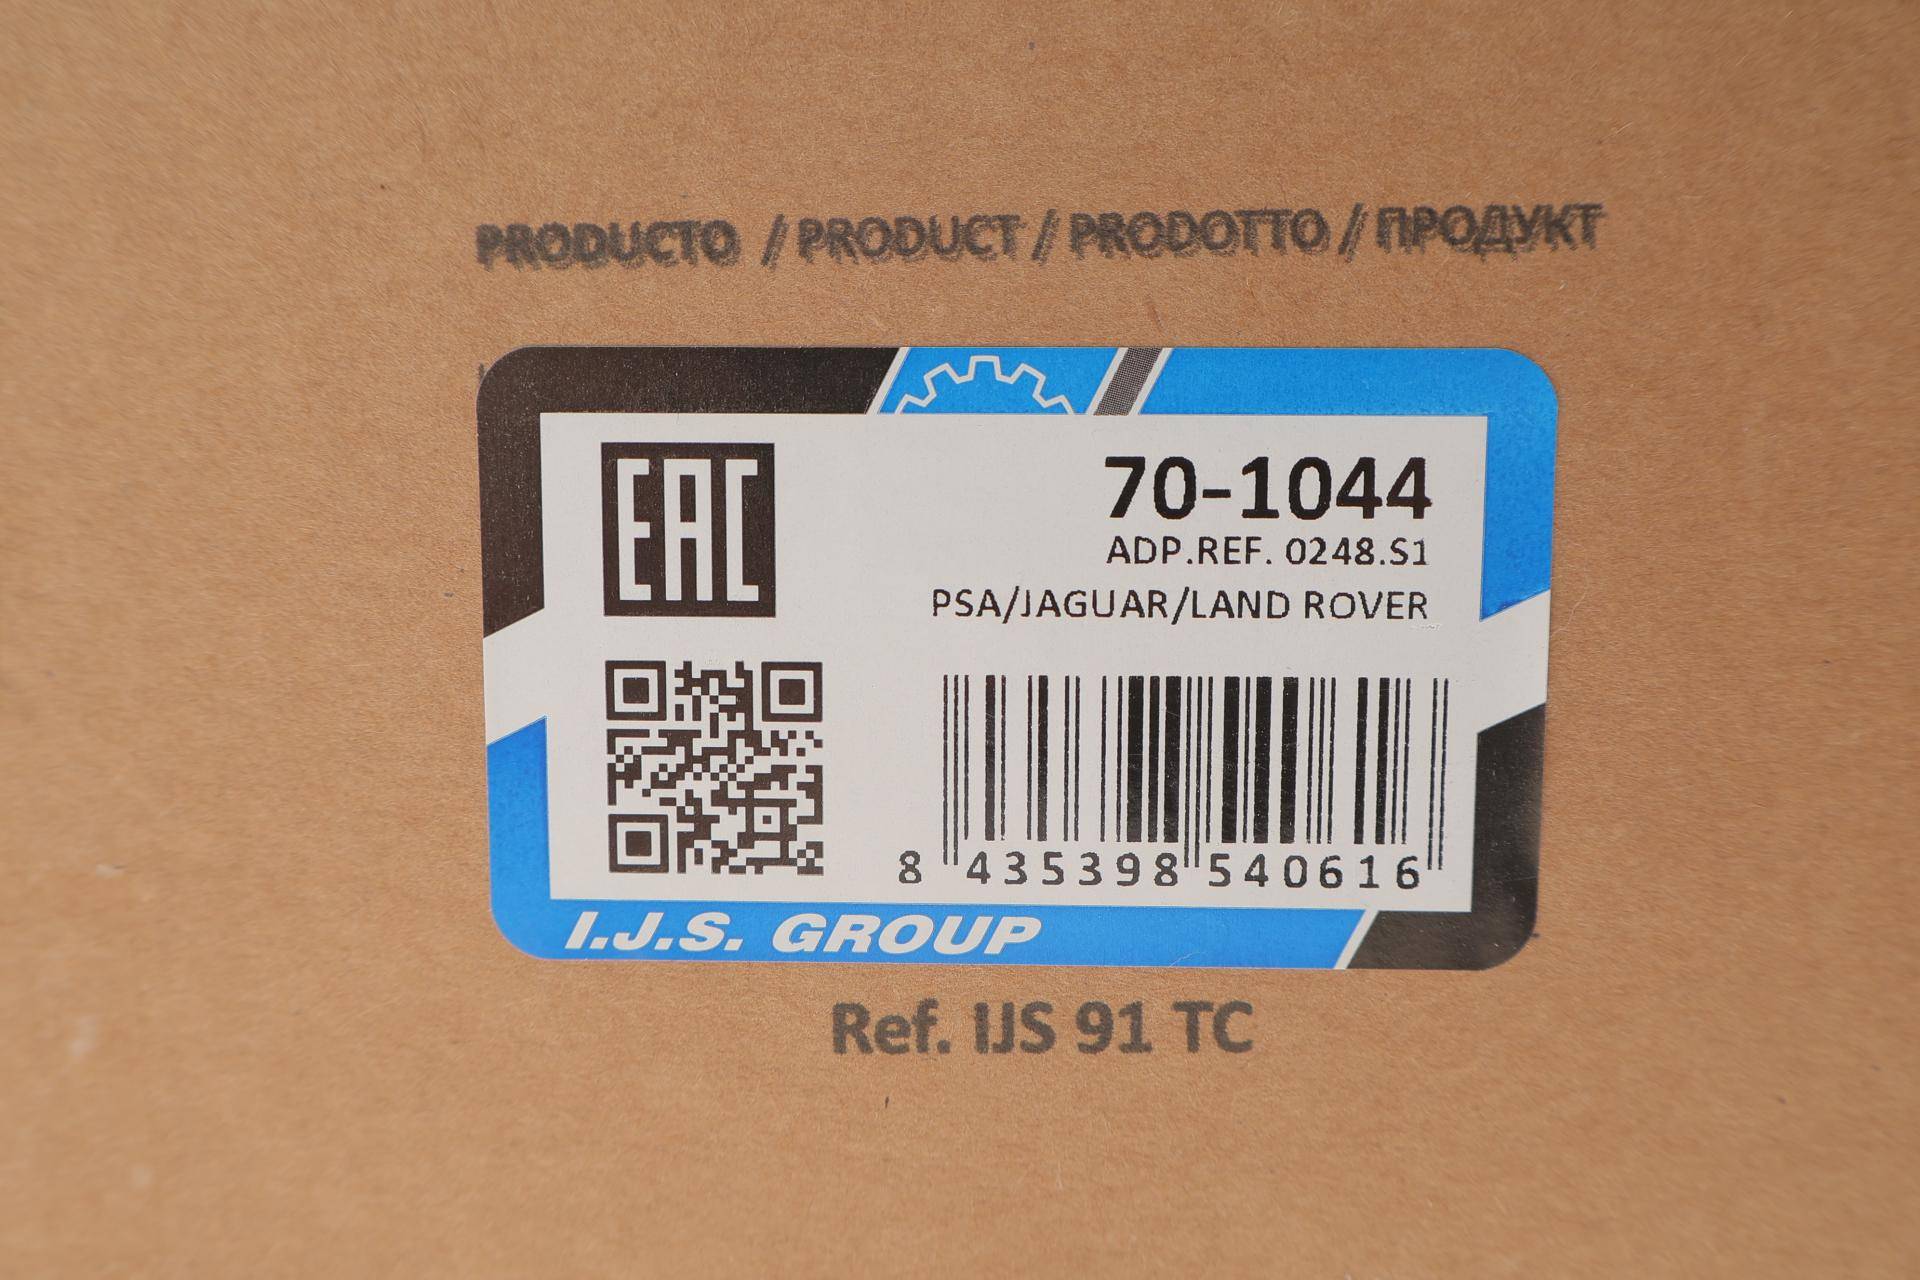 PRODUCTO / PRODUCT / PRODOTTO / ПРОДУКТ
EAC
70-1044
ADP.REF. 0248.S1
PSA/JAGUAR/LAND ROVER
8 435398 540616
I.J.S. GROUP
Ref. IJS 91 TC